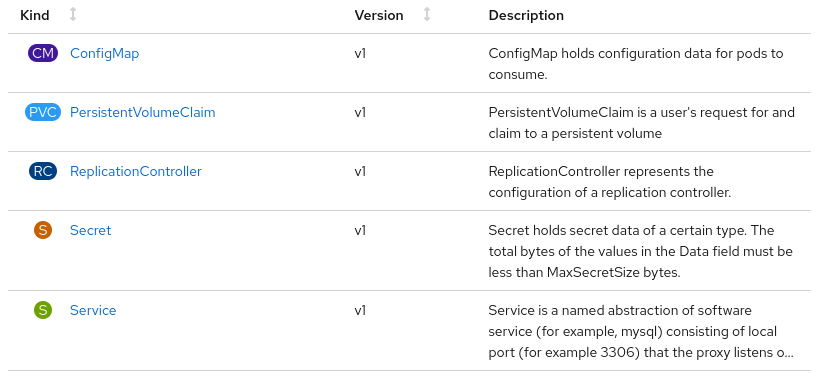 Kind Version Description
CM ConfigMap v1 ConfigMap holds configuration data for pods to
consume.
PVC PersistentVolumeClaim v1 PersistentVolumeClaim is a user's request for and
claim to a persistent volume
RC ReplicationController v1 ReplicationController represents the
configuration of a replication controller.
S Secret v1 Secret holds secret data of a certain type. The
total bytes of the values in the Data field must be
less than MaxSecretSize bytes.
S Service v1 Service is a named abstraction of software
service (for example, mysql) consisting of local
port (for example 3306) that the proxy listens o...